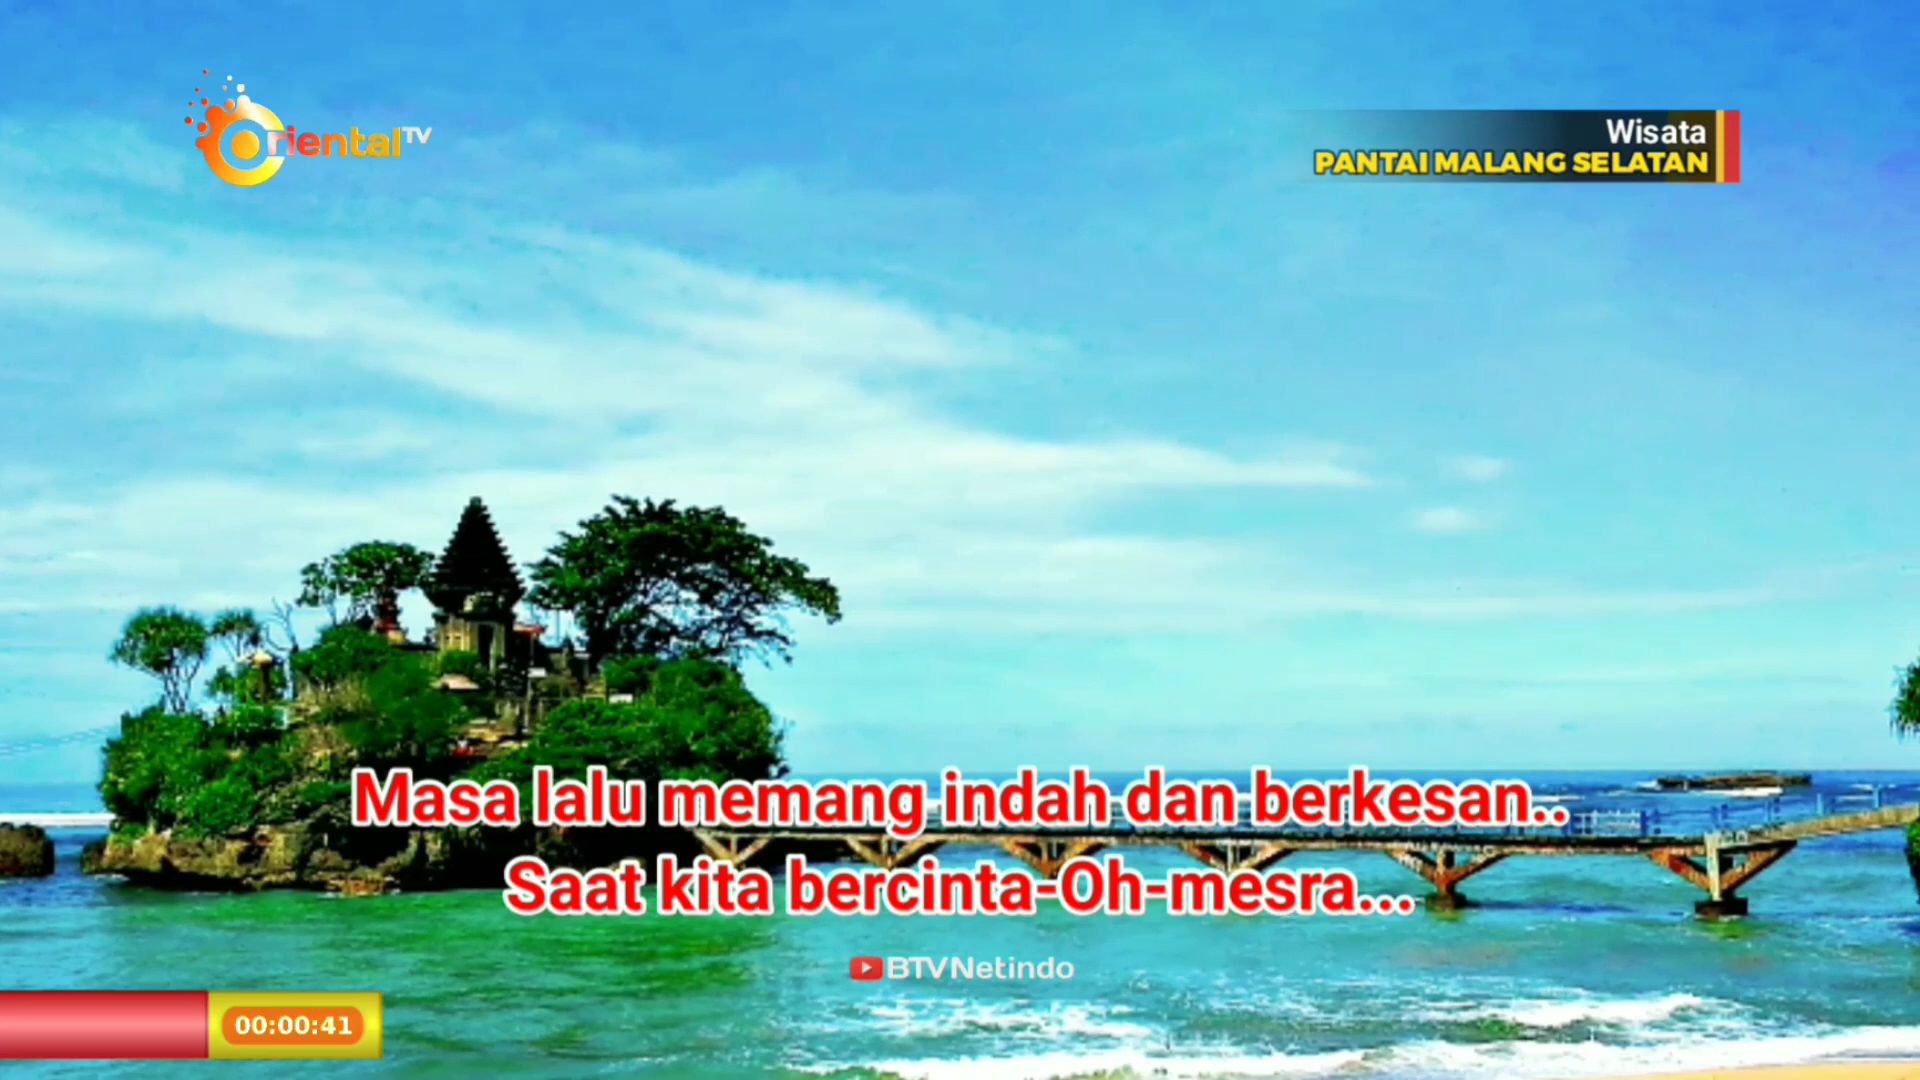 OrientalTV
Wisata
PANTAI MALANG SELATAN
Masa lalu memang indah dan berkesan..
Saat kita bercinta-Oh-mesra...
BTVNetindo
00:00:41